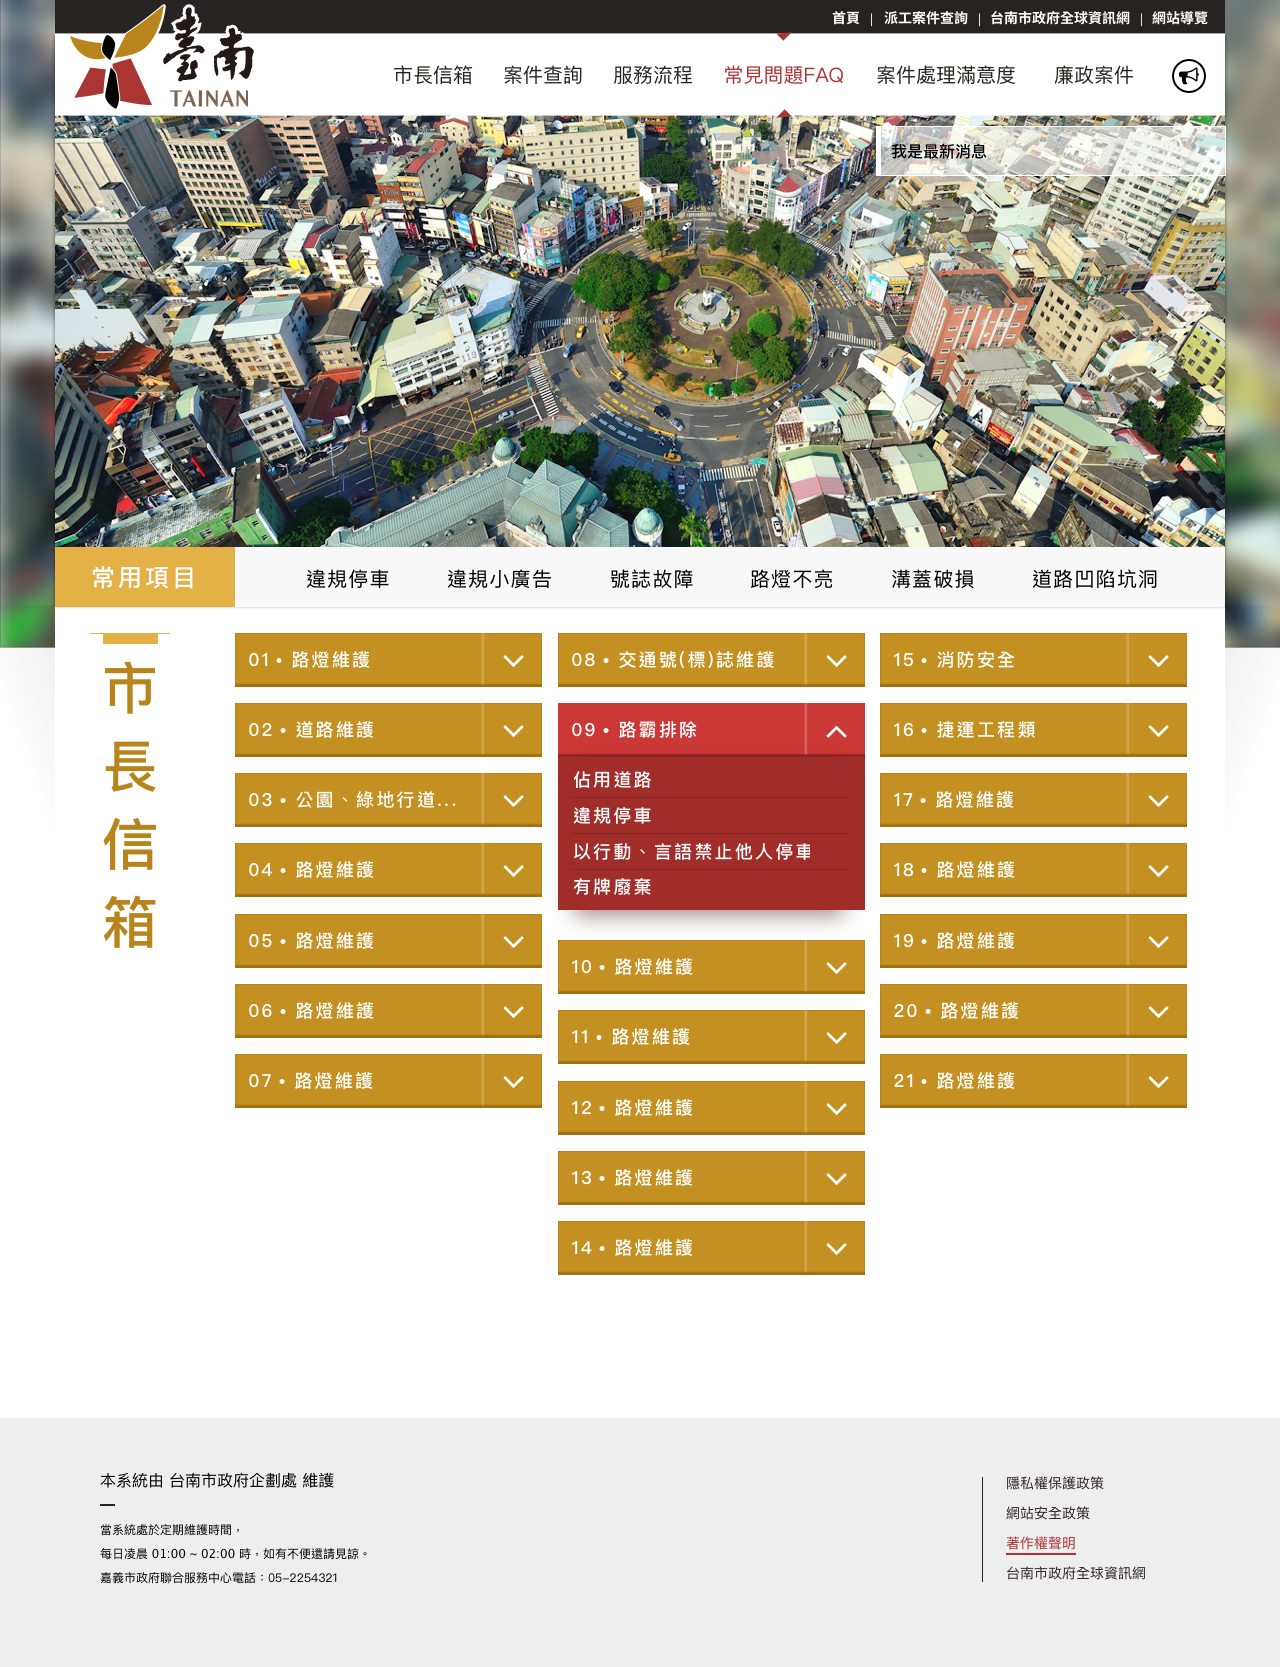 首頁 | 派工案件查詢 | 台南市政府全球資訊網 | 網站導覽
臺南
TAINAN
市長信箱 案件查詢 服務流程 常見問題FAQ 案件處理滿意度 廉政案件
我是最新消息
常用項目 違規停車 違規小廣告 號誌故障 路燈不亮 溝蓋破損 道路凹陷坑洞
市長信箱
01 • 路燈維護
02 • 道路維護
03 • 公園、綠地行道...
04 • 路燈維護
05 • 路燈維護
06 • 路燈維護
07 • 路燈維護
08 • 交通號(標)誌維護
09 • 路霸排除
佔用道路
違規停車
以行動、言語禁止他人停車
有牌廢棄
10 • 路燈維護
11 • 路燈維護
12 • 路燈維護
13 • 路燈維護
14 • 路燈維護
15 • 消防安全
16 • 捷運工程類
17 • 路燈維護
18 • 路燈維護
19 • 路燈維護
20 • 路燈維護
21 • 路燈維護
本系統由 台南市政府企劃處 維護
當系統處於定期維護時間，
每日凌晨 01:00 ~ 02:00 時，如有不便還請見諒。
嘉義市政府聯合服務中心電話：05-2254321
隱私權保護政策
網站安全政策
著作權聲明
台南市政府全球資訊網